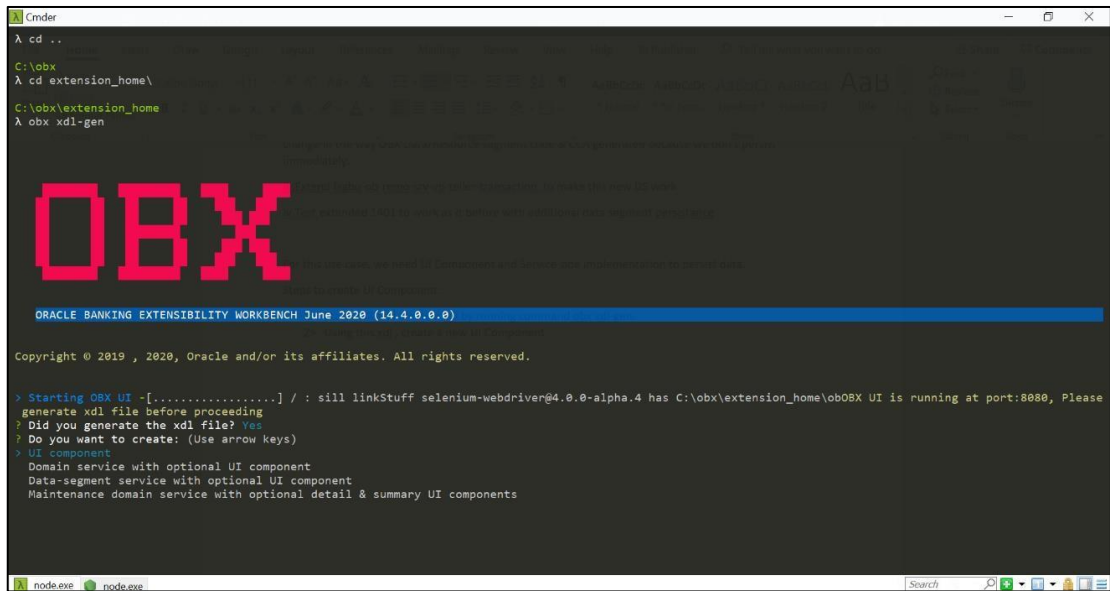 Cmder
λ cd ..
C:\obx
λ cd extension_home\
C:\obx\extension_home
λ obx xdl-gen
OBX
ORACLE BANKING EXTENSIBILITY WORKBENCH June 2020 (14.4.0.0.0)
Copyright © 2019 , 2020, Oracle and/or its affiliates. All rights reserved.
> Starting OBX UI -[..................] / : sill linkStuff selenium-webdriver@4.0.0-alpha.4 has C:\obx\extension_home\obOBX UI is running at port:8080, Please
generate xdl file before proceeding
? Did you generate the xdl file? Yes
? Do you want to create: (Use arrow keys)
> UI component
Domain service with optional UI component
Data-segment service with optional UI component
Maintenance domain service with optional detail & summary UI components
node.exe node.exe Search